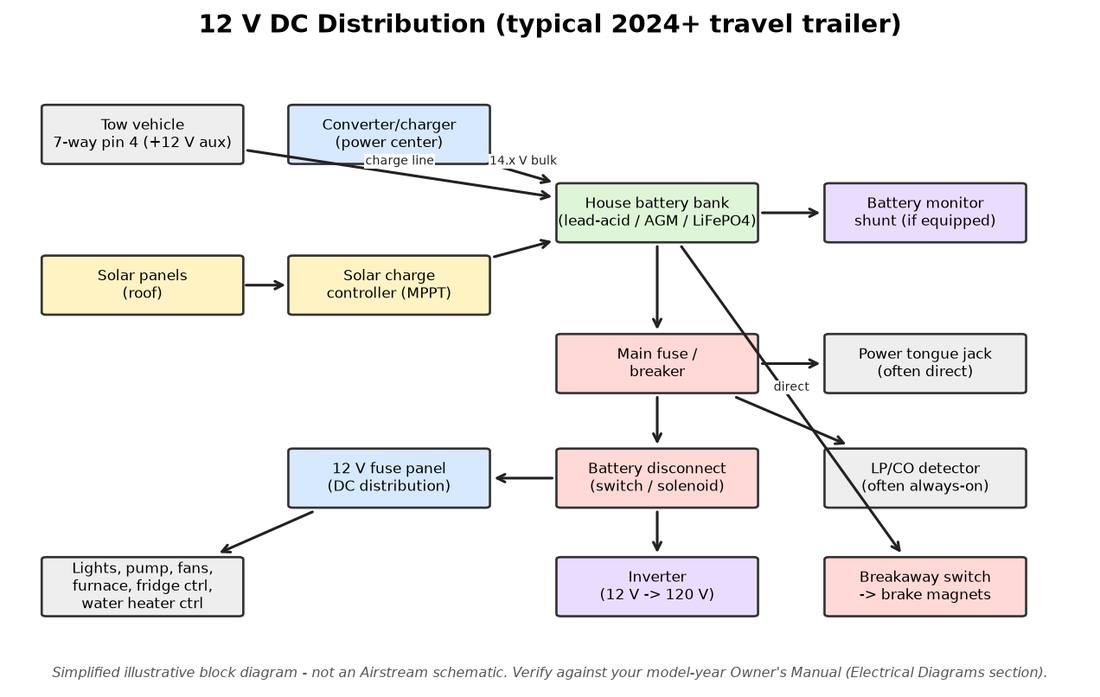 12 V DC Distribution (typical 2024+ travel trailer)
Tow vehicle
7-way pin 4 (+12 V aux)
Converter/charger
(power center)
charge line
14.x V bulk
House battery bank
(lead-acid / AGM / LiFePO4)
Battery monitor
shunt (if equipped)
Solar panels
(roof)
Solar charge
controller (MPPT)
Main fuse /
breaker
Power tongue jack
(often direct)
direct
12 V fuse panel
(DC distribution)
Battery disconnect
(switch / solenoid)
LP/CO detector
(often always-on)
Lights, pump, fans,
furnace, fridge ctrl,
water heater ctrl
Inverter
(12 V -> 120 V)
Breakaway switch
-> brake magnets
Simplified illustrative block diagram - not an Airstream schematic. Verify against your model-year Owner's Manual (Electrical Diagrams section).